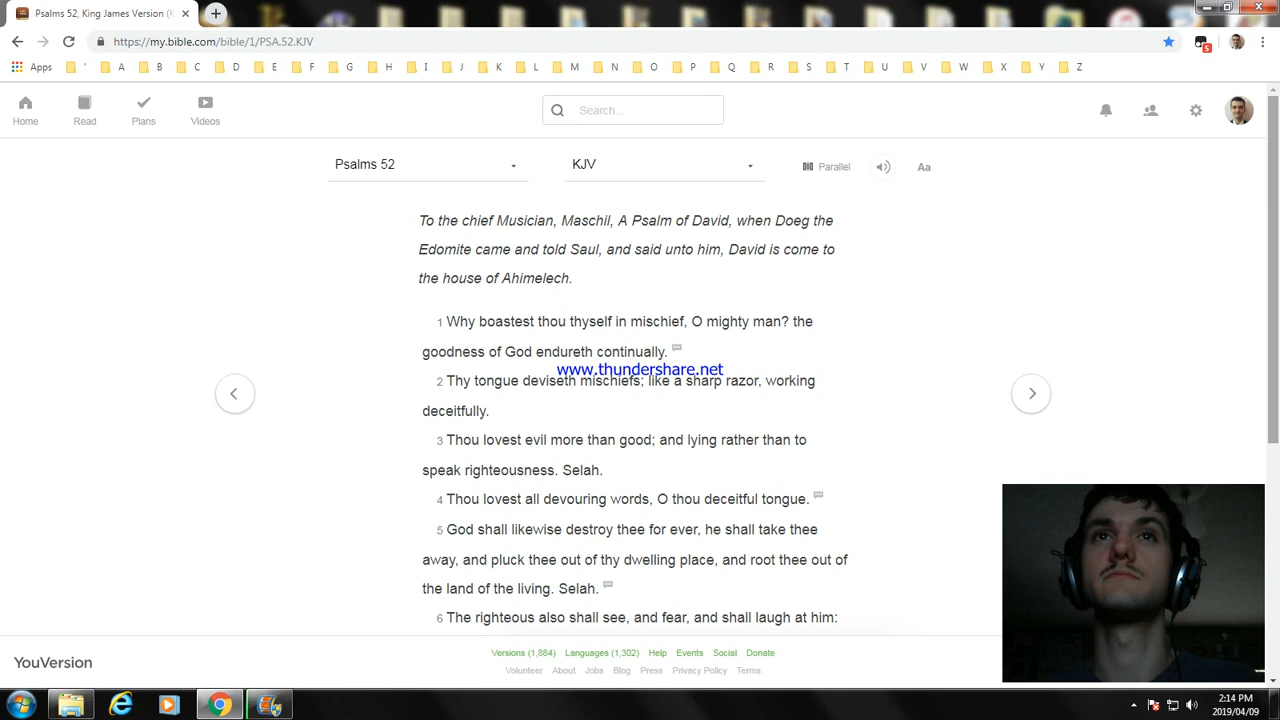 Psalms 52, King James Version (K
https://my.bible.com/bible/1/PSA.52.KJV
5
Apps ' A B C D E F G H I J K L M N O P Q R S T U V W X Y Z
Home Read Plans Videos
Search...
Psalms 52 KJV Parallel Aa
To the chief Musician, Maschil, A Psalm of David, when Doeg the
Edomite came and told Saul, and said unto him, David is come to
the house of Ahimelech.
1 Why boastest thou thyself in mischief, O mighty man? the
goodness of God endureth continually.
www.thundershare.net
2 Thy tongue deviseth mischiefs; like a sharp razor, working
deceitfully.
3 Thou lovest evil more than good; and lying rather than to
speak righteousness. Selah.
4 Thou lovest all devouring words, O thou deceitful tongue.
5 God shall likewise destroy thee for ever, he shall take thee
away, and pluck thee out of thy dwelling place, and root thee out of
the land of the living. Selah.
6 The righteous also shall see, and fear, and shall laugh at him:
YouVersion
Versions (1,884) Languages (1,302) Help Events Social Donate
Volunteer About Jobs Blog Press Privacy Policy Terms
2:14 PM
2019/04/09